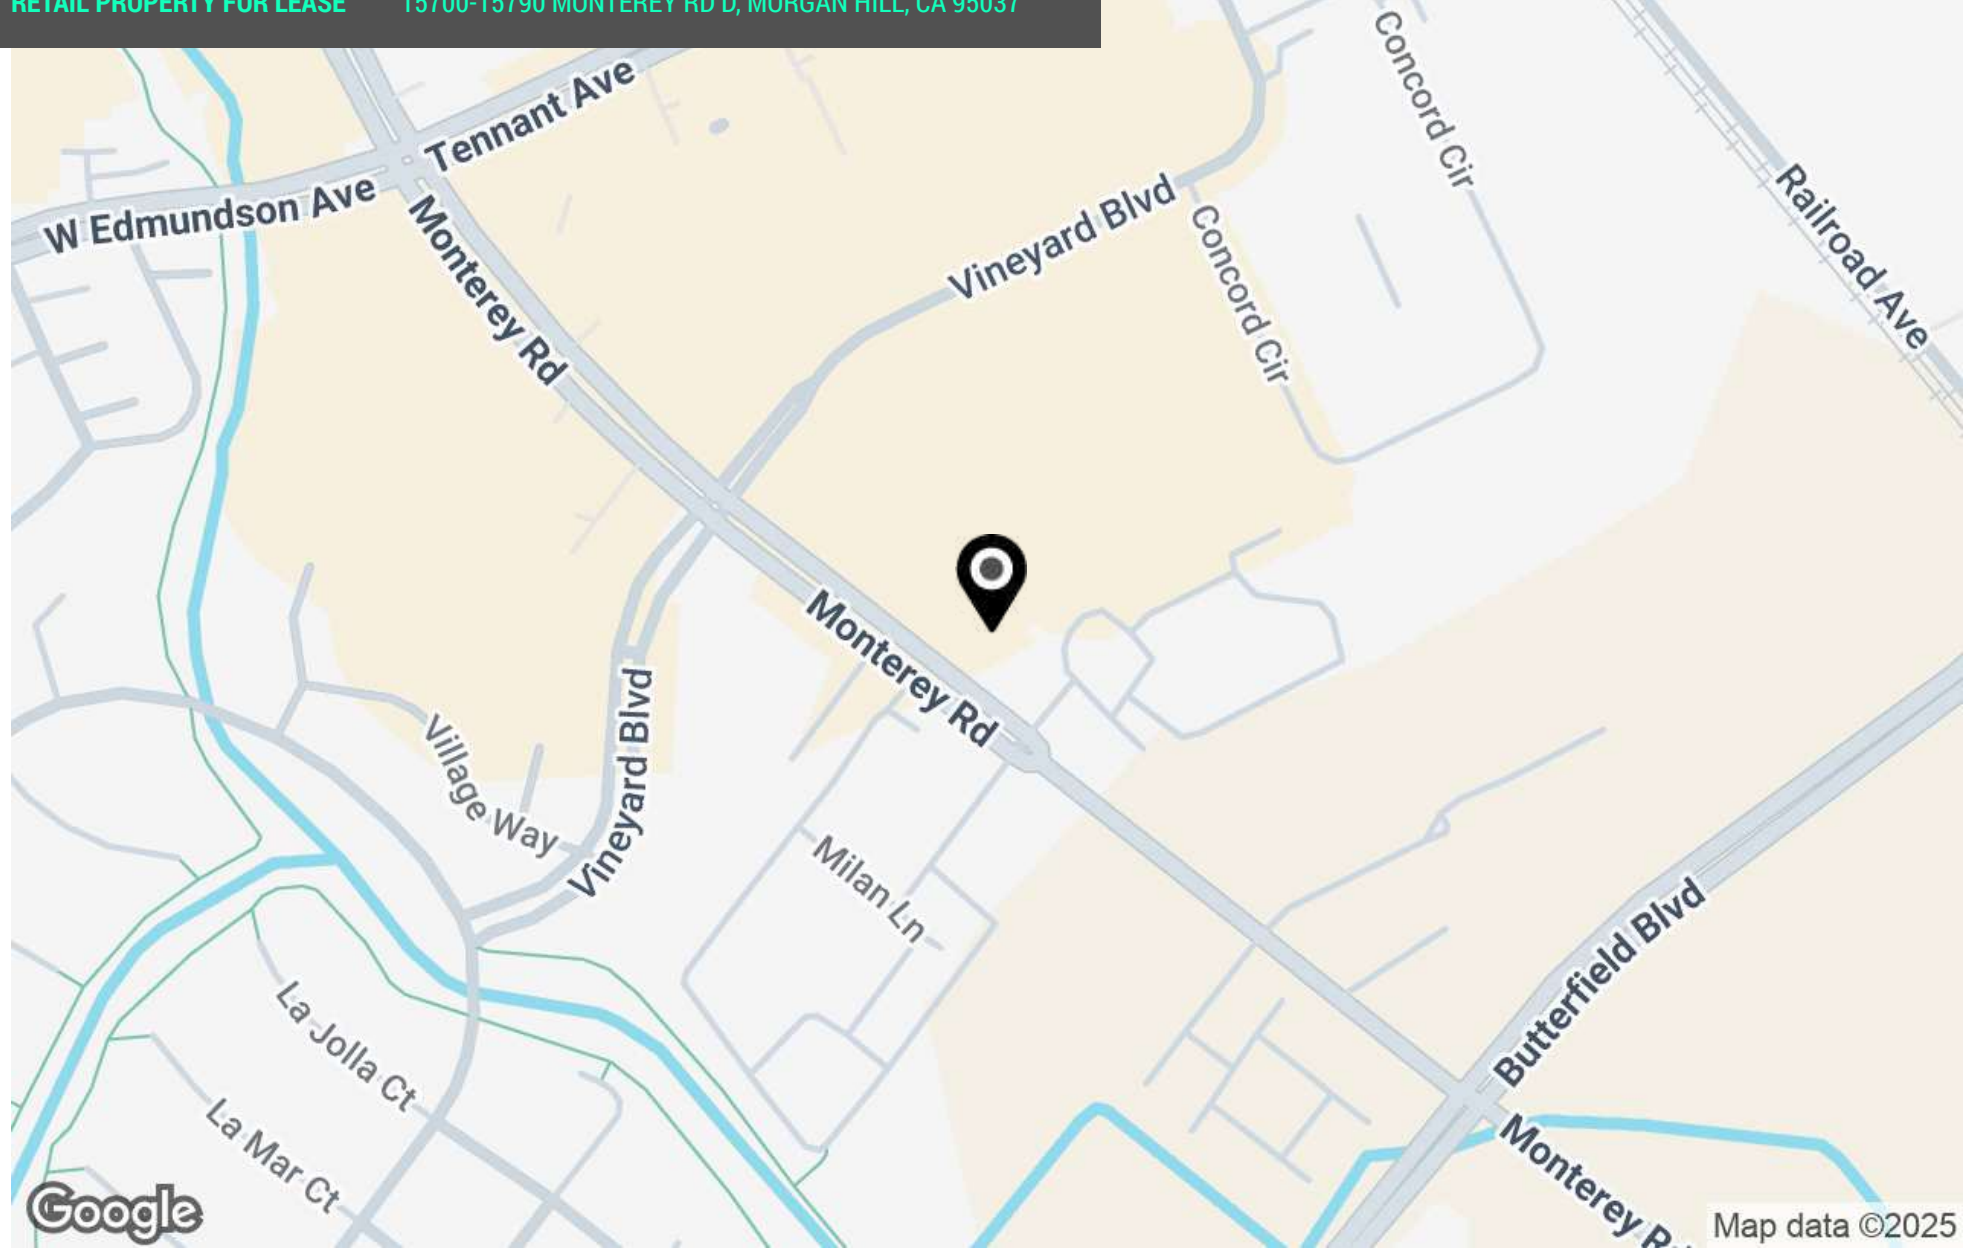 RETAIL PROPERTY FOR LEASE 15700-15790 MONTEREY RD D, MORGAN HILL, CA 95037
Concord Cir
Tennant Ave
W Edmundson Ave
Monterey Rd
Vineyard Blvd
Concord Cir
Railroad Ave
Monterey Rd
Vineyard Blvd
Village Way
Milan Ln
Butterfield Blvd
La Jolla Ct
La Mar Ct
Monterey R
Google
Map data ©2025